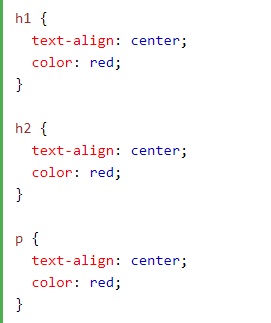 h1 {
  text-align: center;
  color: red;
}
h2 {
  text-align: center;
  color: red;
}
p {
  text-align: center;
  color: red;
}